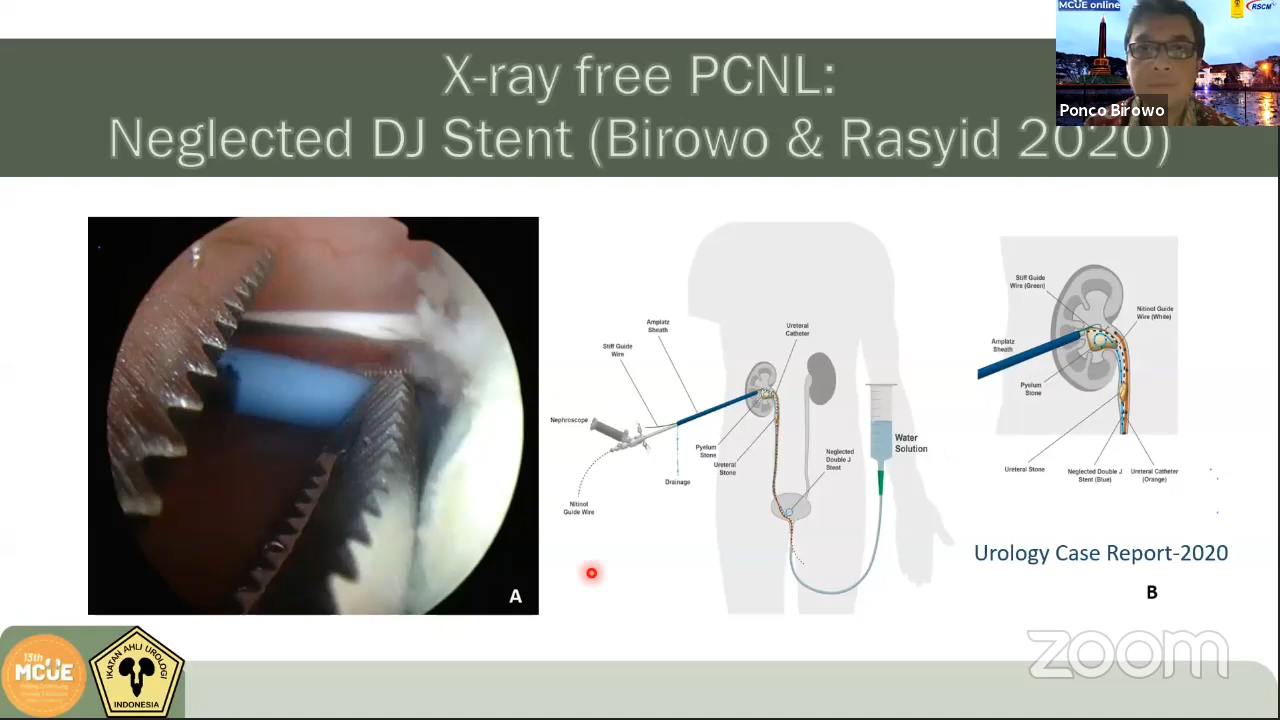 X-ray free PCNL:
Neglected DJ Stent (Birowo & Rasyid 2020)
MCUE online
RSCM
Ponco Birowo
A
Amplatz
Sheath
Ureteral
Catheter
Stiff Guide
Wire
Nephroscope
Pyelum
Stone
Ureteral
Stone
Drainage
Nitinol
Guide Wire
Neglected
Double J
Stent
Water
Solution
Stiff Guide
Wire (Green)
Nitinol Guide
Wire (White)
Amplatz
Sheath
Pyelum
Stone
Ureteral Stone
Neglected Double J
Stent (Blue)
Ureteral Catheter
(Orange)
Urology Case Report-2020
B
zoom
13th
MCUE
IKATAN AHLI UROLOGI
INDONESIA